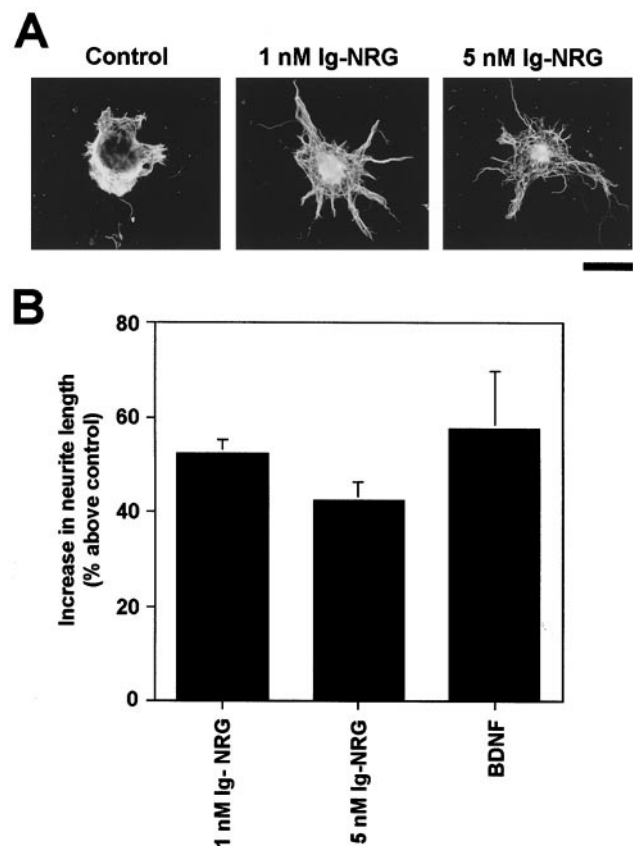 A
Control
1 nM Ig-NRG
5 nM Ig-NRG
B
Increase in neurite length
(% above control)
80
60
40
20
0
1 nM Ig- NRG
5 nM Ig-NRG
BDNF